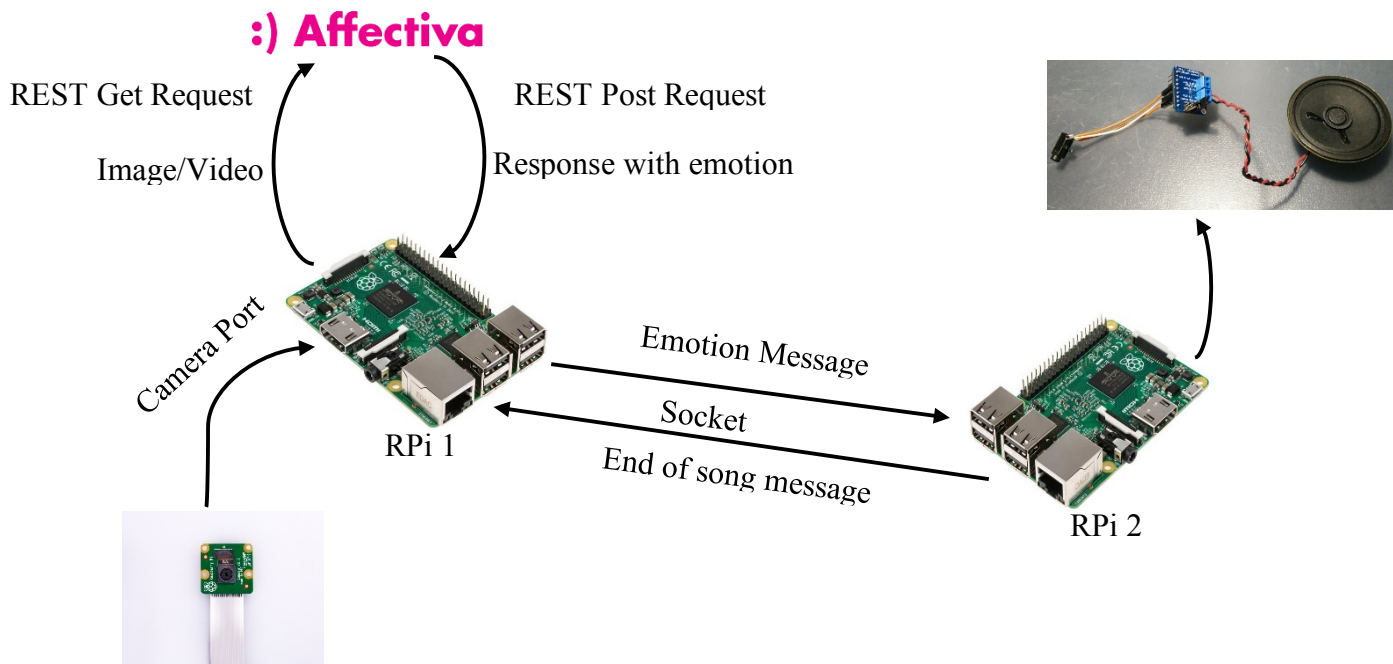 :) Affectiva
REST Get Request
REST Post Request
Image/Video
Response with emotion
Camera Port
Emotion Message
Socket
End of song message
RPi 1
RPi 2